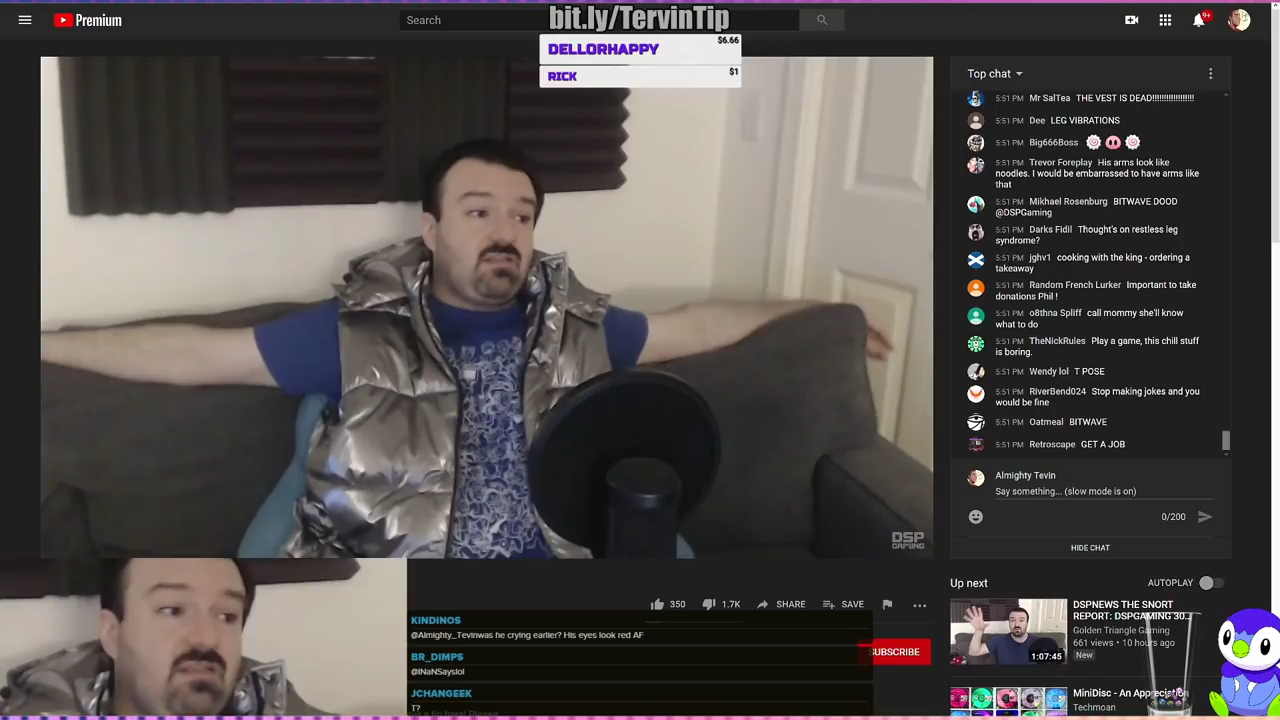 Premium
Search
bit.ly/TervinTip
9+
DELLORHAPPY $6.66
RICK $1
Top chat
5:51 PM Mr SalTea THE VEST IS DEAD!!!!!!!!!!!!!!!!!!
5:51 PM Dee LEG VIBRATIONS
5:51 PM Big666Boss
5:51 PM Trevor Foreplay His arms look like
noodles. I would be embarrassed to have arms like
that
5:51 PM Mikhael Rosenburg BITWAVE DOOD
@DSPGaming
5:51 PM Darks Fidil Thought's on restless leg
syndrome?
5:51 PM jghv1 cooking with the king - ordering a
takeaway
5:51 PM Random French Lurker Important to take
donations Phil !
5:51 PM o8thna Spliff call mommy she'll know
what to do
5:51 PM TheNickRules Play a game, this chill stuff
is boring.
5:51 PM Wendy lol T POSE
5:51 PM RiverBend024 Stop making jokes and you
would be fine
5:51 PM Oatmeal BITWAVE
5:51 PM Retroscape GET A JOB
Almighty Tevin
Say something... (slow mode is on)
0/200
HIDE CHAT
DSP
GAMING
350 1.7K SHARE SAVE
SUBSCRIBE
KINDINOS
@Almighty_Tevinwas he crying earlier? His eyes look red AF
BR_DIMPS
@INaNSayslol
JCHANGEEK
T?
Up next AUTOPLAY
DSPNEWS THE SNORT
REPORT: DSPGAMING 30...
Golden Triangle Gaming
661 views • 10 hours ago
New
1:07:45
MiniDisc - An Appreciation
Techmoan